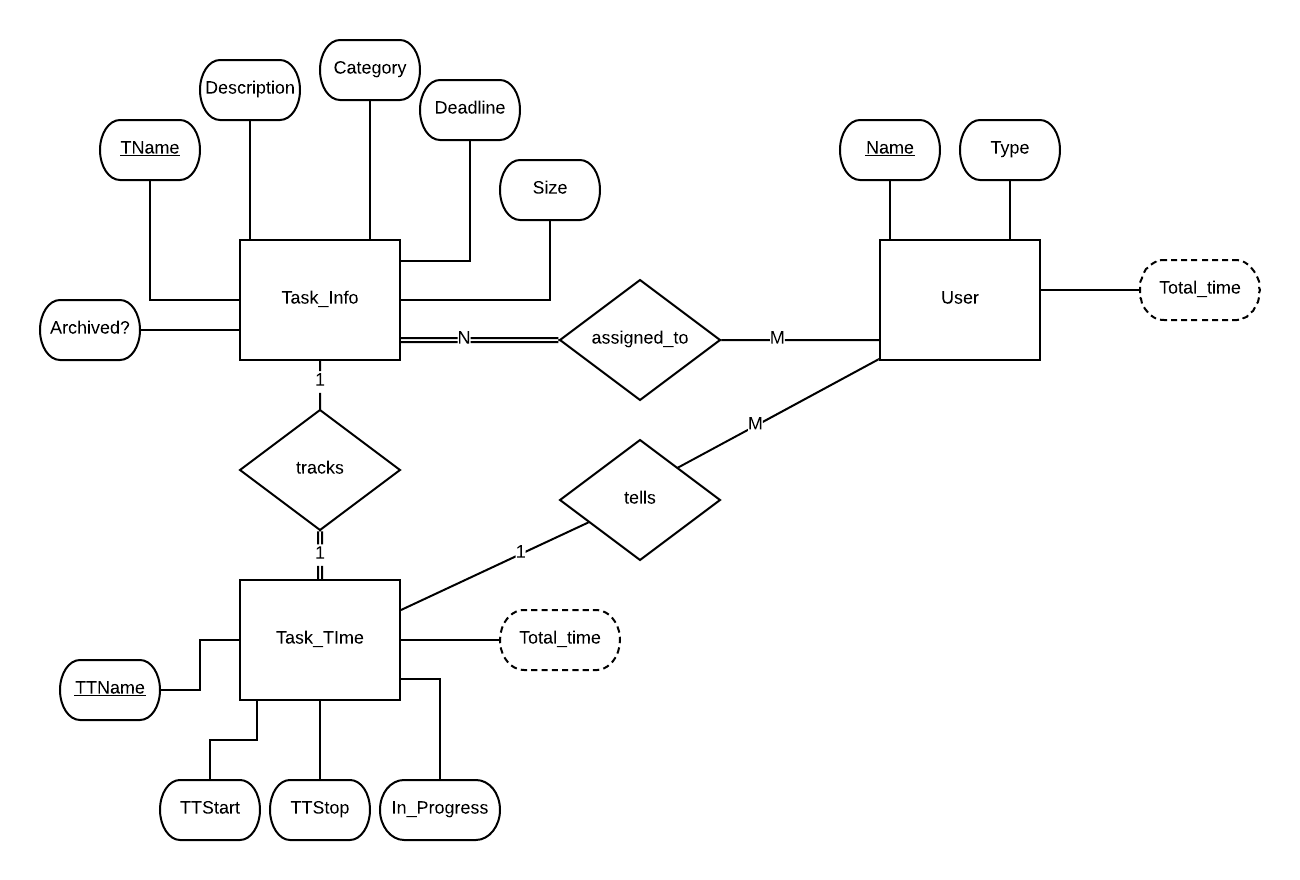 Category
Description
Deadline
TName
Name
Type
Size
Total_time
Task_Info
User
Archived?
N
assigned_to
M
1
M
tracks
tells
1
1
Task_TIme
Total_time
TTName
TTStart
TTStop
In_Progress